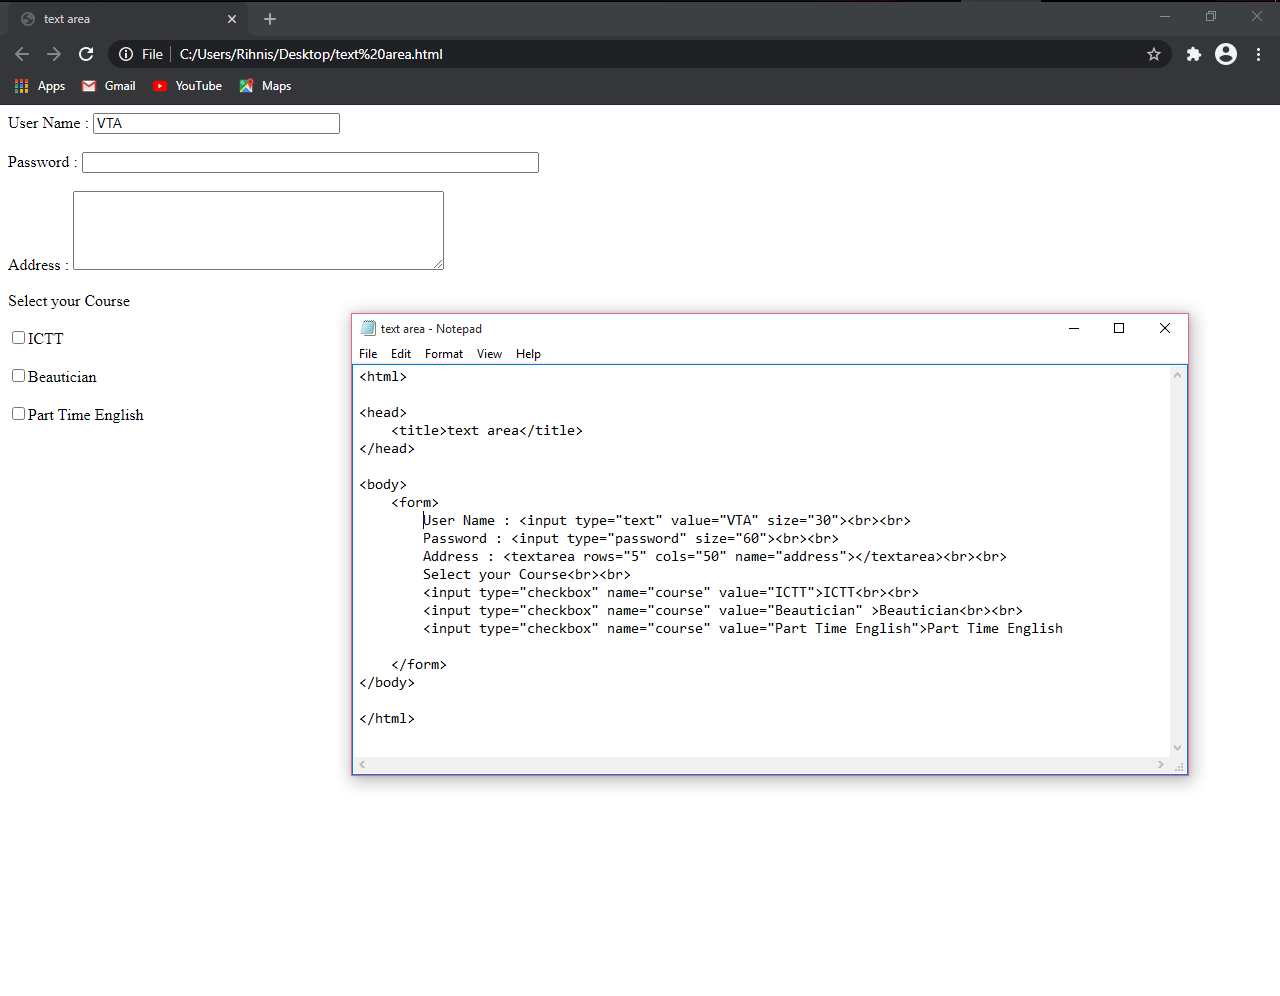 text area
File C:/Users/Rihnis/Desktop/text%20area.html
Apps Gmail YouTube Maps
User Name : VTA
Password :
Address :
Select your Course
ICTT
Beautician
Part Time English
text area - Notepad
File Edit Format View Help
<html>
<head>
<title>text area</title>
</head>
<body>
<form>
User Name : <input type="text" value="VTA" size="30"><br><br>
Password : <input type="password" size="60"><br><br>
Address : <textarea rows="5" cols="50" name="address"></textarea><br><br>
Select your Course<br><br>
<input type="checkbox" name="course" value="ICTT">ICTT<br><br>
<input type="checkbox" name="course" value="Beautician" >Beautician<br><br>
<input type="checkbox" name="course" value="Part Time English">Part Time English
</form>
</body>
</html>